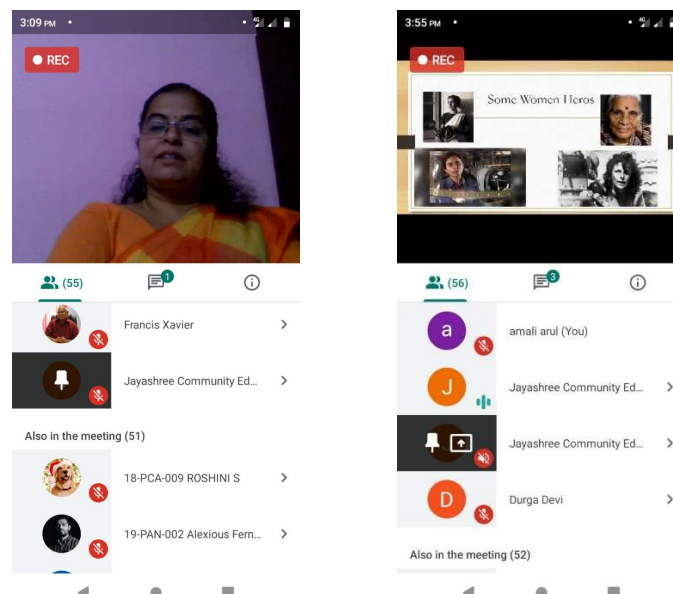 3:09 PM
4G
REC
(55)
1
Francis Xavier
Jayashree Community Ed...
Also in the meeting (51)
18-PCA-009 ROSHINI S
19-PAN-002 Alexious Fern...
3:55 PM
4G
REC
Some Women Heros
(56)
3
a
amali arul (You)
J
Jayashree Community Ed...
Jayashree Community Ed...
D
Durga Devi
Also in the meeting (52)